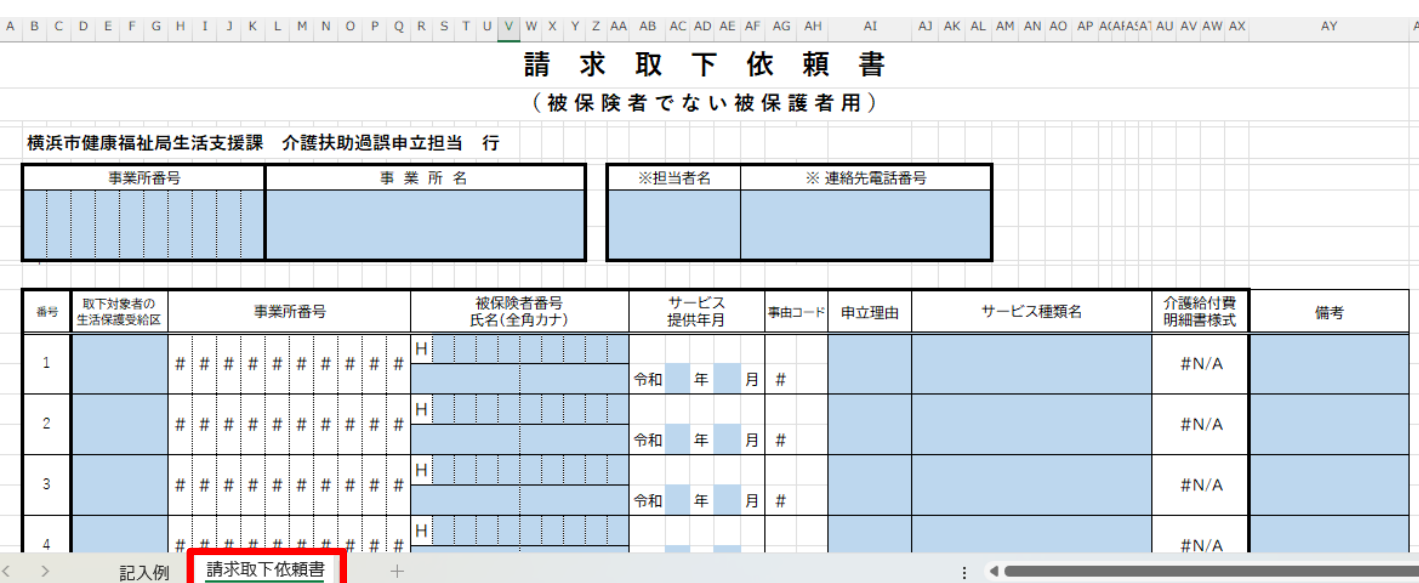 A B C D E F G H I J K L M N O P Q R S T U V W X Y Z AA AB AC AD AE AF AG AH AI AJ AK AL AM AN AO AP AU AV AW AX AY
請求取下依頼書
（被保険者でない被保護者用）
横浜市健康福祉局生活支援課　介護扶助過誤申立担当　行
事業所番号 事業所名 ※担当者名 ※ 連絡先電話番号
番号 取下対象者の生活保護受給区 事業所番号 被保険者番号 氏名(全角カナ) サービス提供年月 事由コード 申立理由 サービス種類名 介護給付費明細書様式 備考
1 # # # # # # # # # # H 令和 年 月 # #N/A
2 # # # # # # # # # # H 令和 年 月 # #N/A
3 # # # # # # # # # # H 令和 年 月 # #N/A
4 # # # # # # # # # # H #N/A
< > 記入例 請求取下依頼書 +